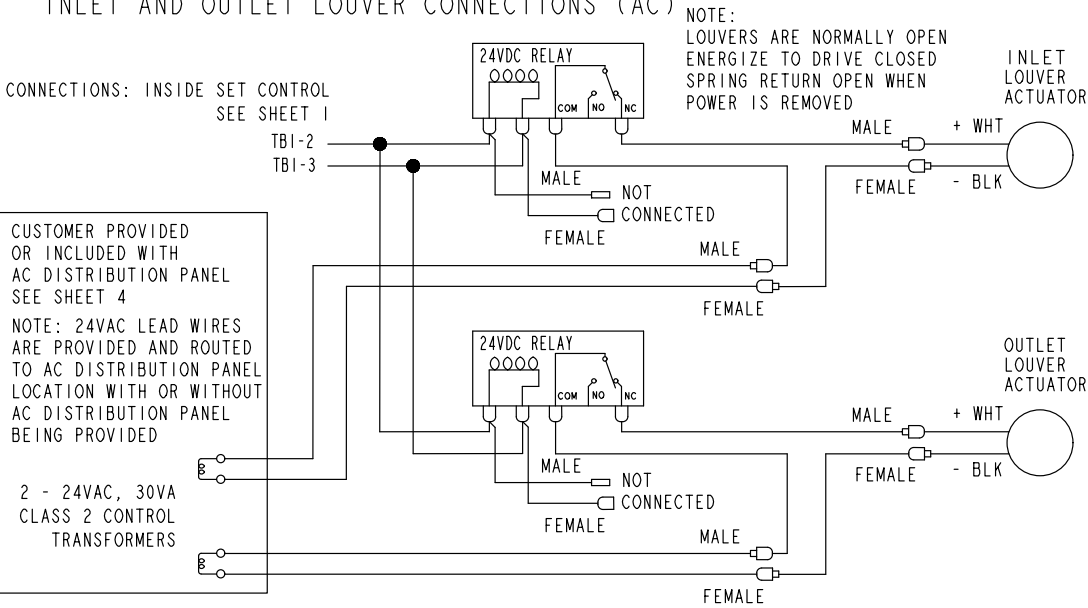 INLET AND OUTLET LOUVER CONNECTIONS (AC)
NOTE:
LOUVERS ARE NORMALLY OPEN
ENERGIZE TO DRIVE CLOSED
SPRING RETURN OPEN WHEN
POWER IS REMOVED
INLET
LOUVER
ACTUATOR
24VDC RELAY
COM
NO
NC
CONNECTIONS: INSIDE SET CONTROL
SEE SHEET 1
TB1-2
TB1-3
MALE
+ WHT
FEMALE
- BLK
MALE
NOT
CONNECTED
FEMALE
MALE
FEMALE
CUSTOMER PROVIDED
OR INCLUDED WITH
AC DISTRIBUTION PANEL
SEE SHEET 4
NOTE: 24VAC LEAD WIRES
ARE PROVIDED AND ROUTED
TO AC DISTRIBUTION PANEL
LOCATION WITH OR WITHOUT
AC DISTRIBUTION PANEL
BEING PROVIDED
2 - 24VAC, 30VA
CLASS 2 CONTROL
TRANSFORMERS
24VDC RELAY
COM
NO
NC
OUTLET
LOUVER
ACTUATOR
MALE
+ WHT
FEMALE
- BLK
MALE
NOT
CONNECTED
FEMALE
MALE
FEMALE